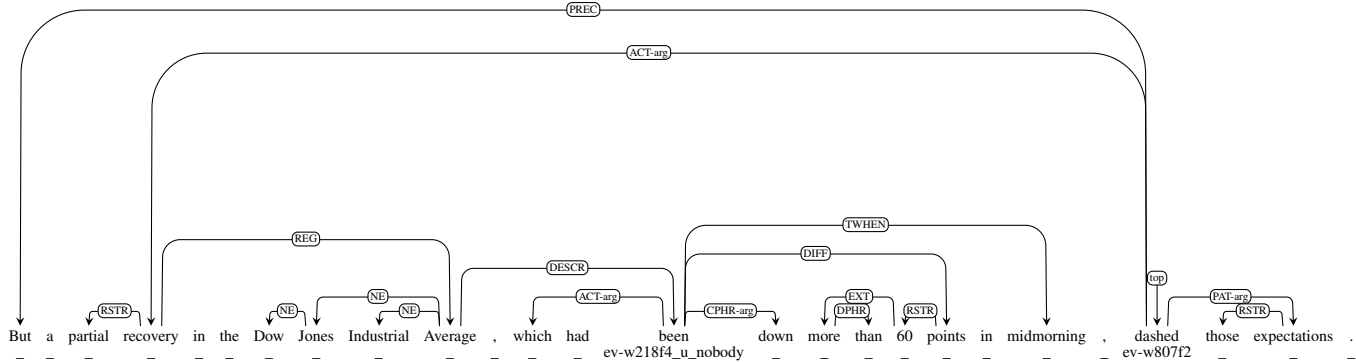 PREC
ACT-arg
TWHEN
REG
DIFF
DESCR
top
NE ACT-arg EXT PAT-arg
RSTR NE NE CPHR-arg DPHR RSTR RSTR
But a partial recovery in the Dow Jones Industrial Average , which had been down more than 60 points in midmorning , dashed those expectations .
_ _ _ _ _ _ _ _ _ _ _ _ _ ev-w218f4_u_nobody _ _ _ _ _ _ _ _ ev-w807f2 _ _ _